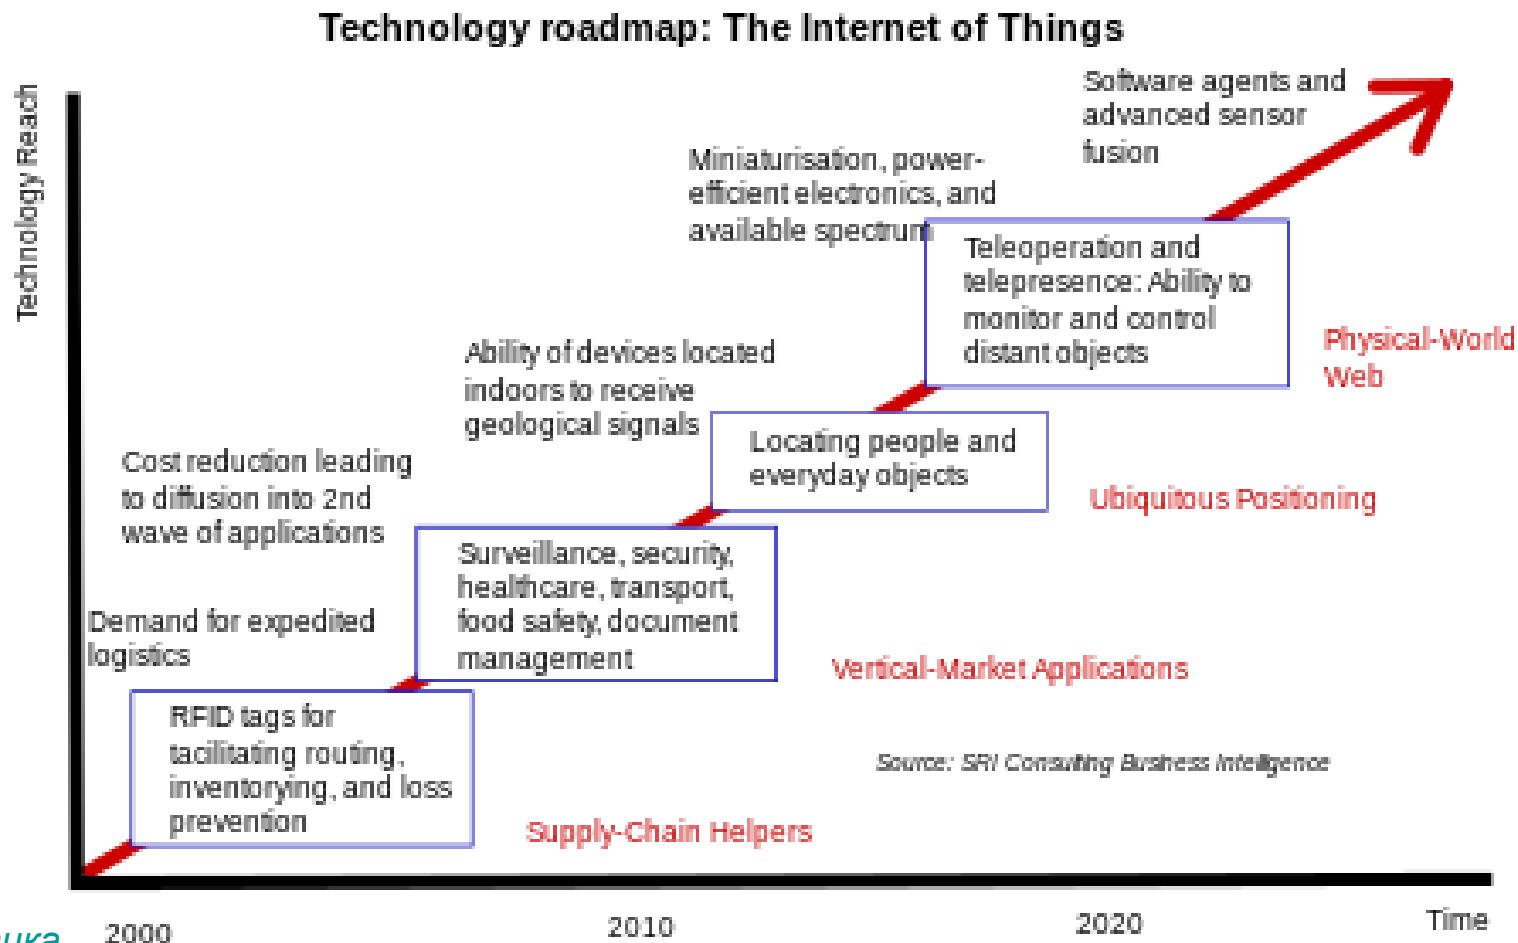 Technology roadmap: The Internet of Things
Technology Reach
Software agents and
advanced sensor
fusion
Miniaturisation, power-
efficient electronics, and
available spectrum
Teleoperation and
telepresence: Ability to
monitor and control
distant objects
Physical-World
Web
Ability of devices located
indoors to receive
geological signals
Locating people and
everyday objects
Ubiquitous Positioning
Cost reduction leading
to diffusion into 2nd
wave of applications
Surveillance, security,
healthcare, transport,
food safety, document
management
Vertical-Market Applications
Demand for expedited
logistics
RFID tags for
tacilitating routing,
inventorying, and loss
prevention
Supply-Chain Helpers
Source: SRI Consulting Business Intelligence
2000
2010
2020
Time